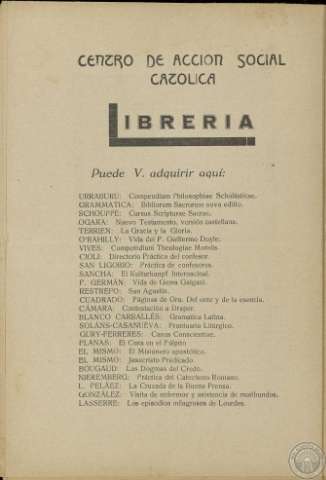 CENTRO DE ACCION SOCIAL
CATOLICA
LIBRERIA
Puede V. adquirir aquí:
URRABURU: Compendium Philosophiae Scholasticae.
GRAMMATICA: Bibliorum Sacrorum nova editio.
SCHOUPPE: Cursus Scripturae Sacrae.
OGARA: Nuevo Testamento, versión castellana.
TERRIEN: La Gracia y la Gloria.
O'RAHILLY: Vida del P. Guillermo Doyle.
VIVES: Compendium Theologiae Moralis.
CIOLI: Directorio Práctico del confesor.
SAN LIGORIO: Práctica de confesores.
SANCHA: El Kulturkampf Internacinal.
P. GERMÁN: Vida de Gema Galgani.
RESTREPO: San Agustín.
CUADRADO: Páginas de Ora. Del arte y de la esencia.
CÁMARA: Contestación a Draper.
BLANCO CARBALLÉS: Gramática Latina.
SOLÁNS-CASANUEVA: Prontuario Litúrgico.
GURY-FERRERES: Casus Conscientiae.
PLANAS: El Cura en el Púlpito
EL MISMO: El Misionero apostólico.
EL MISMO: Jesucristo Predicado.
BOUGAUD: Los Dogmas del Credo.
NIEREMBERG: Práctica del Catecismo Romano.
L. PELÁEZ: La Cruzada de la Buena Prensa.
GONZÁLEZ: Visita de enfermos y asistencia de moribundos.
LASSERRE: Los episodios milagrosos de Lourdes.